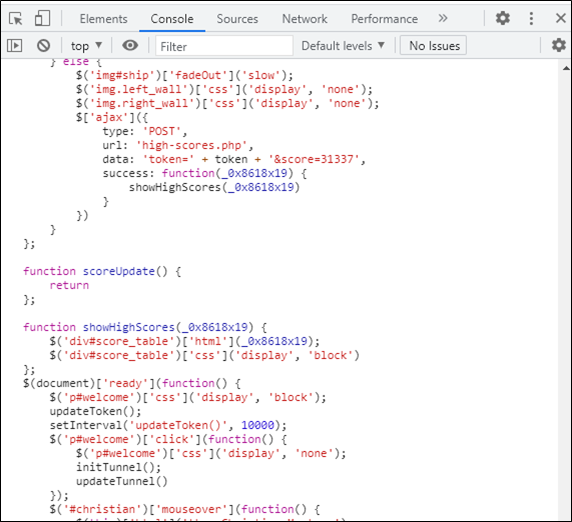 Elements Console Sources Network Performance »
top Filter Default levels No Issues
} else {
$('img#ship')['fadeOut']('slow');
$('img.left_wall')['css']('display', 'none');
$('img.right_wall')['css']('display', 'none');
$['ajax']({
type: 'POST',
url: 'high-scores.php',
data: 'token=' + token + '&score=31337',
success: function(_0x8618x19) {
showHighScores(_0x8618x19)
}
})
}
};
function scoreUpdate() {
return
};
function showHighScores(_0x8618x19) {
$('div#score_table')['html'](_0x8618x19);
$('div#score_table')['css']('display', 'block')
};
$(document)['ready'](function() {
$('p#welcome')['css']('display', 'block');
updateToken();
setInterval('updateToken()', 10000);
$('p#welcome')['click'](function() {
$('p#welcome')['css']('display', 'none');
initTunnel();
updateTunnel()
});
$('#christian')['mouseover'](function() {